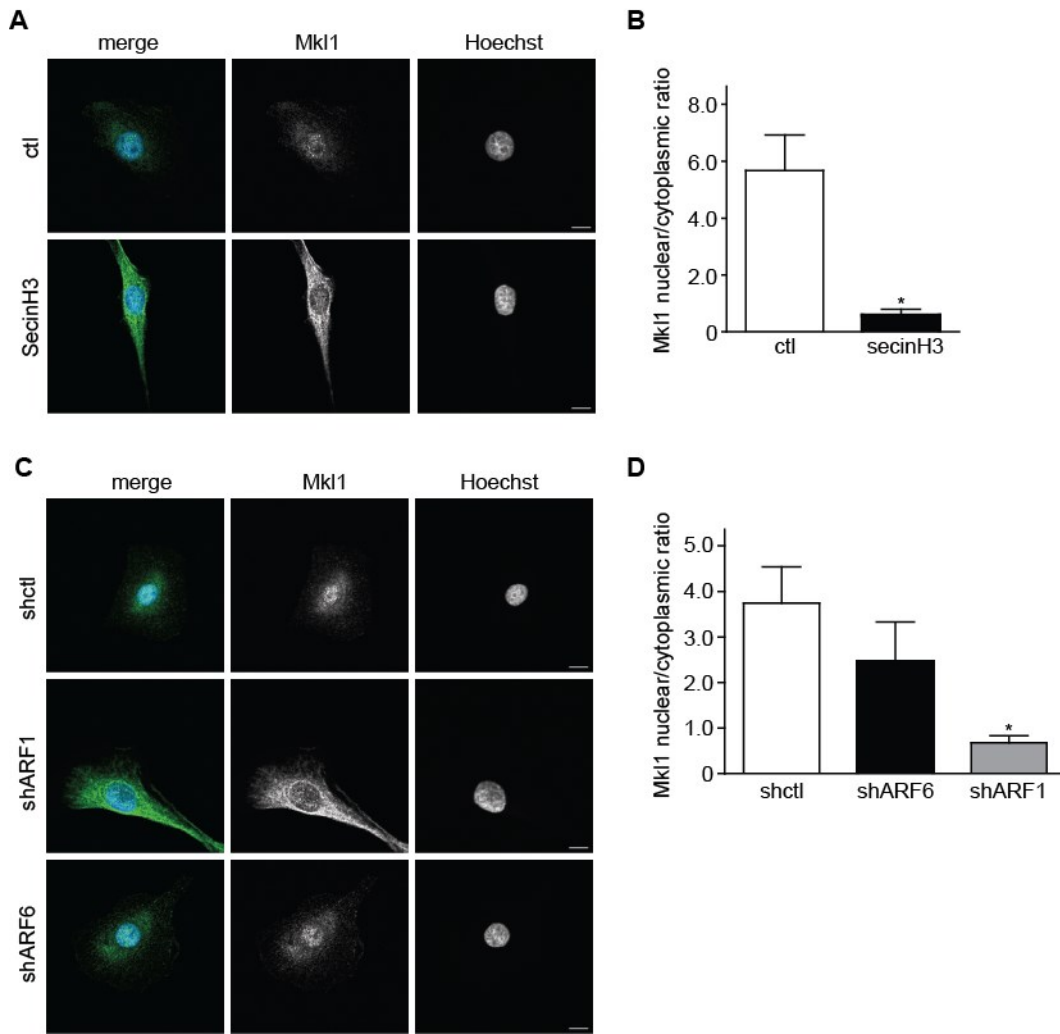 A
merge Mkl1 Hoechst
ctl
SecinH3
B
Mkl1 nuclear/cytoplasmic ratio
8.0
6.0
4.0
2.0
0
*
ctl secinH3
C
merge Mkl1 Hoechst
shctl
shARF1
shARF6
D
Mkl1 nuclear/cytoplasmic ratio
5.0
4.0
3.0
2.0
1.0
0
*
shctl shARF6 shARF1